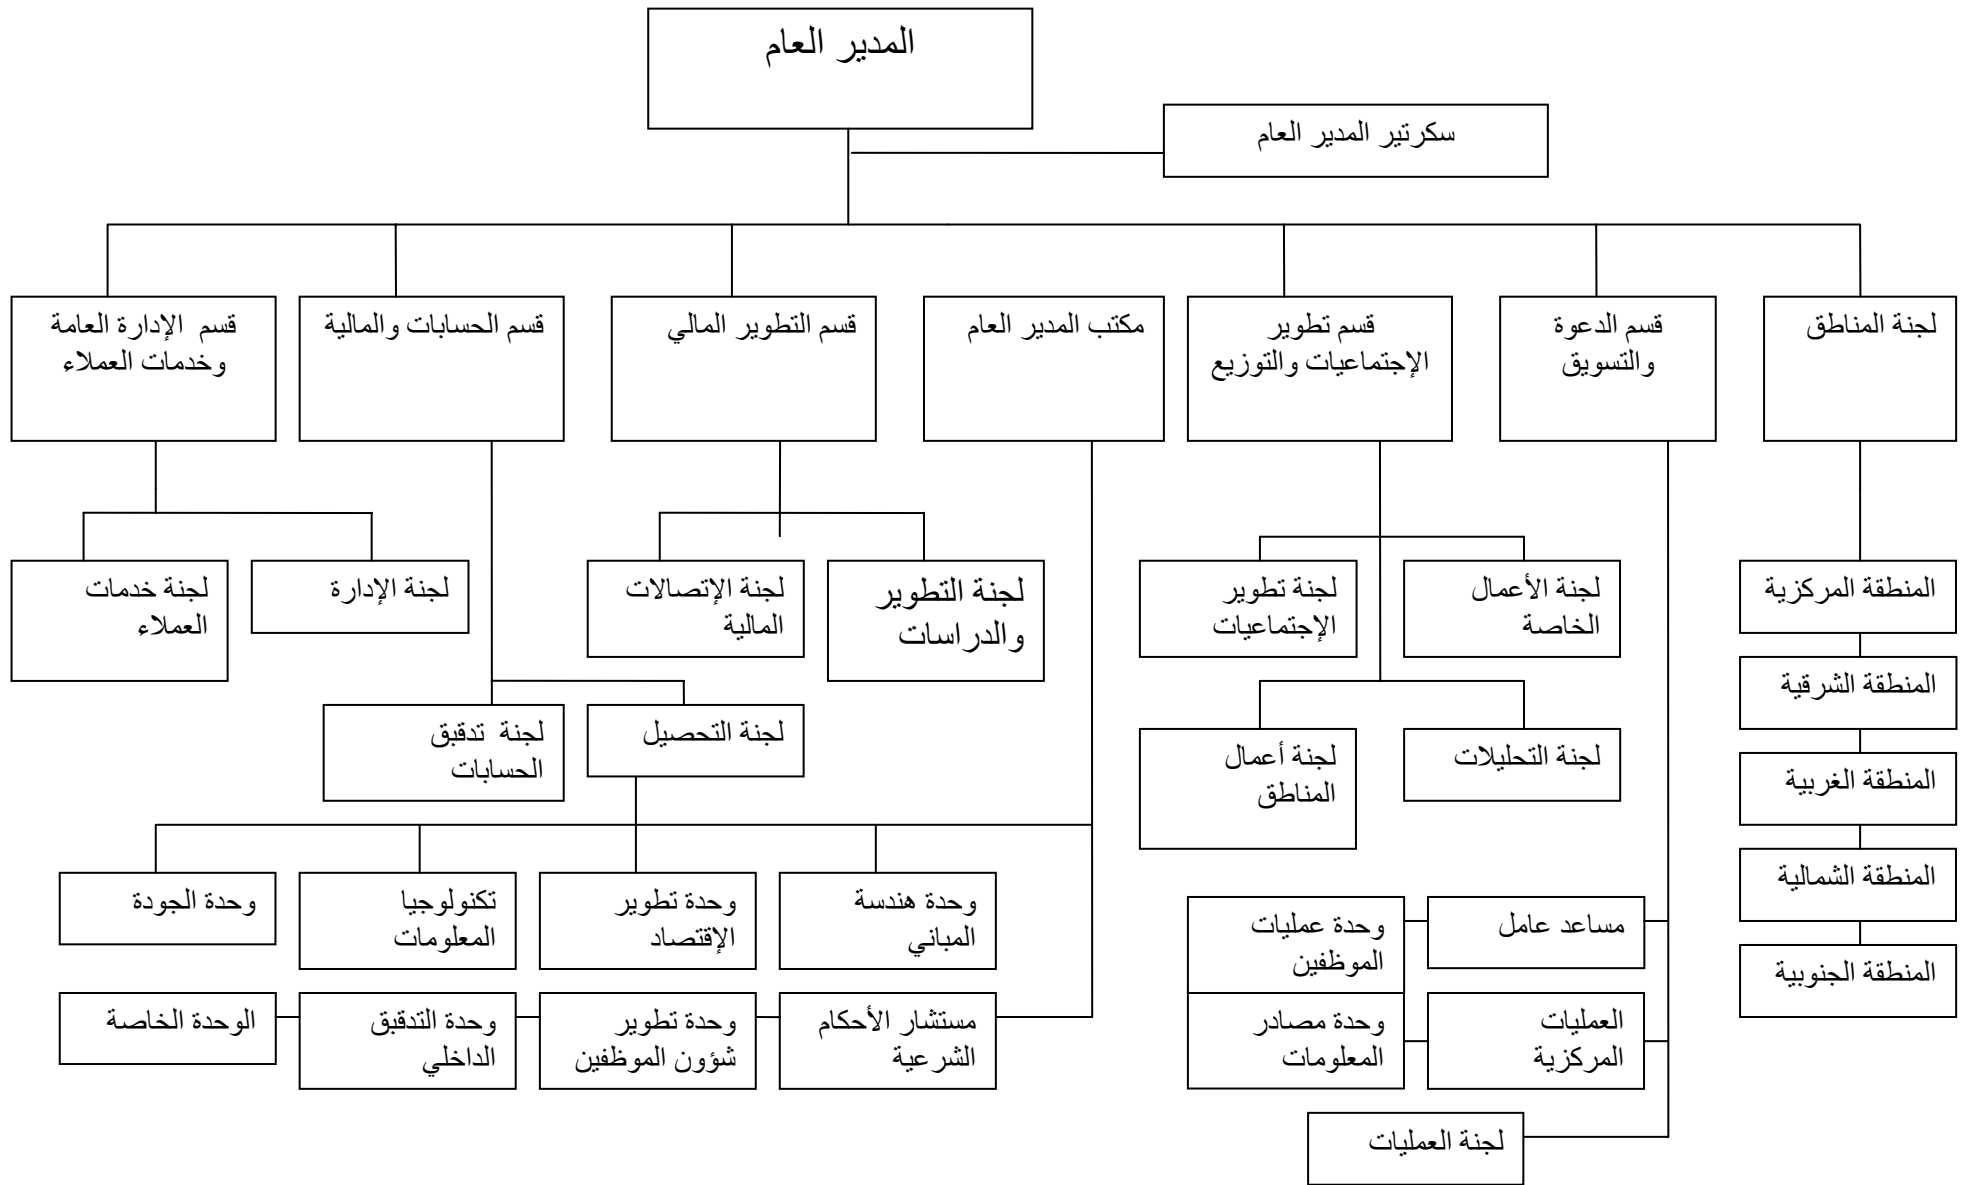 المدير العام
سكرتير المدير العام
لجنة المناطق
قسم الدعوة
والتسويق
قسم تطوير
الإجتماعيات والتوزيع
مكتب المدير العام
قسم التطوير المالي
قسم الحسابات والمالية
قسم الإدارة العامة
وخدمات العملاء
المنطقة المركزية
لجنة الأعمال
الخاصة
لجنة تطوير
الإجتماعيات
لجنة التطوير
والدراسات
لجنة الإتصالات
المالية
لجنة الإدارة
لجنة خدمات
العملاء
المنطقة الشرقية
لجنة التحليلات
لجنة أعمال
المناطق
لجنة التحصيل
لجنة تدقبق
الحسابات
المنطقة الغربية
المنطقة الشمالية
وحدة هندسة
المباني
وحدة تطوير
الإقتصاد
تكنولوجيا
المعلومات
وحدة الجودة
مساعد عامل
وحدة عمليات
الموظفين
المنطقة الجنوبية
العمليات
المركزية
وحدة مصادر
المعلومات
مستشار الأحكام
الشرعية
وحدة تطوير
شؤون الموظفين
وحدة التدقبق
الداخلي
الوحدة الخاصة
لجنة العمليات